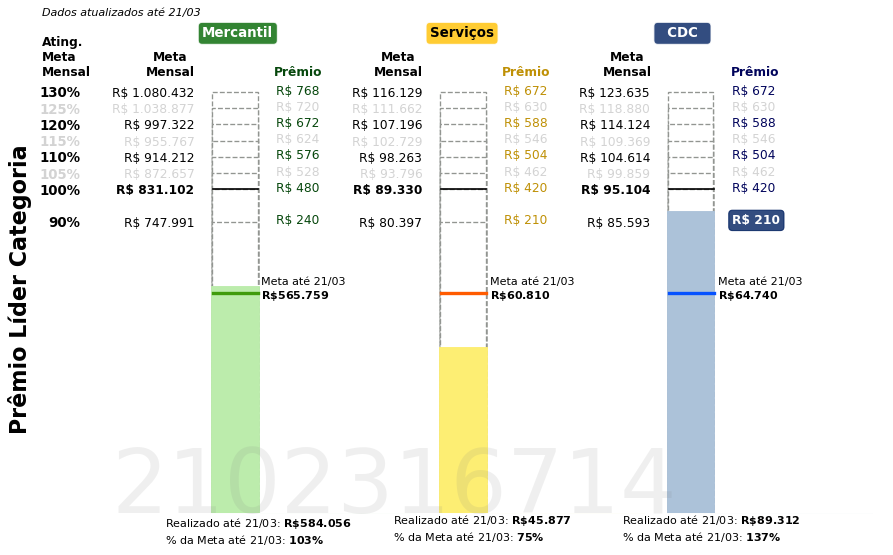 Dados atualizados até 21/03
Mercantil Serviços CDC
Ating. Meta Mensal Meta Mensal Prêmio Meta Mensal Prêmio Meta Mensal Prêmio
130% R$ 1.080.432 R$ 768 R$ 116.129 R$ 672 R$ 123.635 R$ 672
125% R$ 1.038.877 R$ 720 R$ 111.662 R$ 630 R$ 118.880 R$ 630
120% R$ 997.322 R$ 672 R$ 107.196 R$ 588 R$ 114.124 R$ 588
115% R$ 955.767 R$ 624 R$ 102.729 R$ 546 R$ 109.369 R$ 546
110% R$ 914.212 R$ 576 R$ 98.263 R$ 504 R$ 104.614 R$ 504
105% R$ 872.657 R$ 528 R$ 93.796 R$ 462 R$ 99.859 R$ 462
100% R$ 831.102 R$ 480 R$ 89.330 R$ 420 R$ 95.104 R$ 420
90% R$ 747.991 R$ 240 R$ 80.397 R$ 210 R$ 85.593 R$ 210
Meta até 21/03 Meta até 21/03 Meta até 21/03
R$565.759 R$60.810 R$64.740
Prêmio Líder Categoria
2102316714
Realizado até 21/03: R$584.056 Realizado até 21/03: R$45.877 Realizado até 21/03: R$89.312
% da Meta até 21/03: 103% % da Meta até 21/03: 75% % da Meta até 21/03: 137%